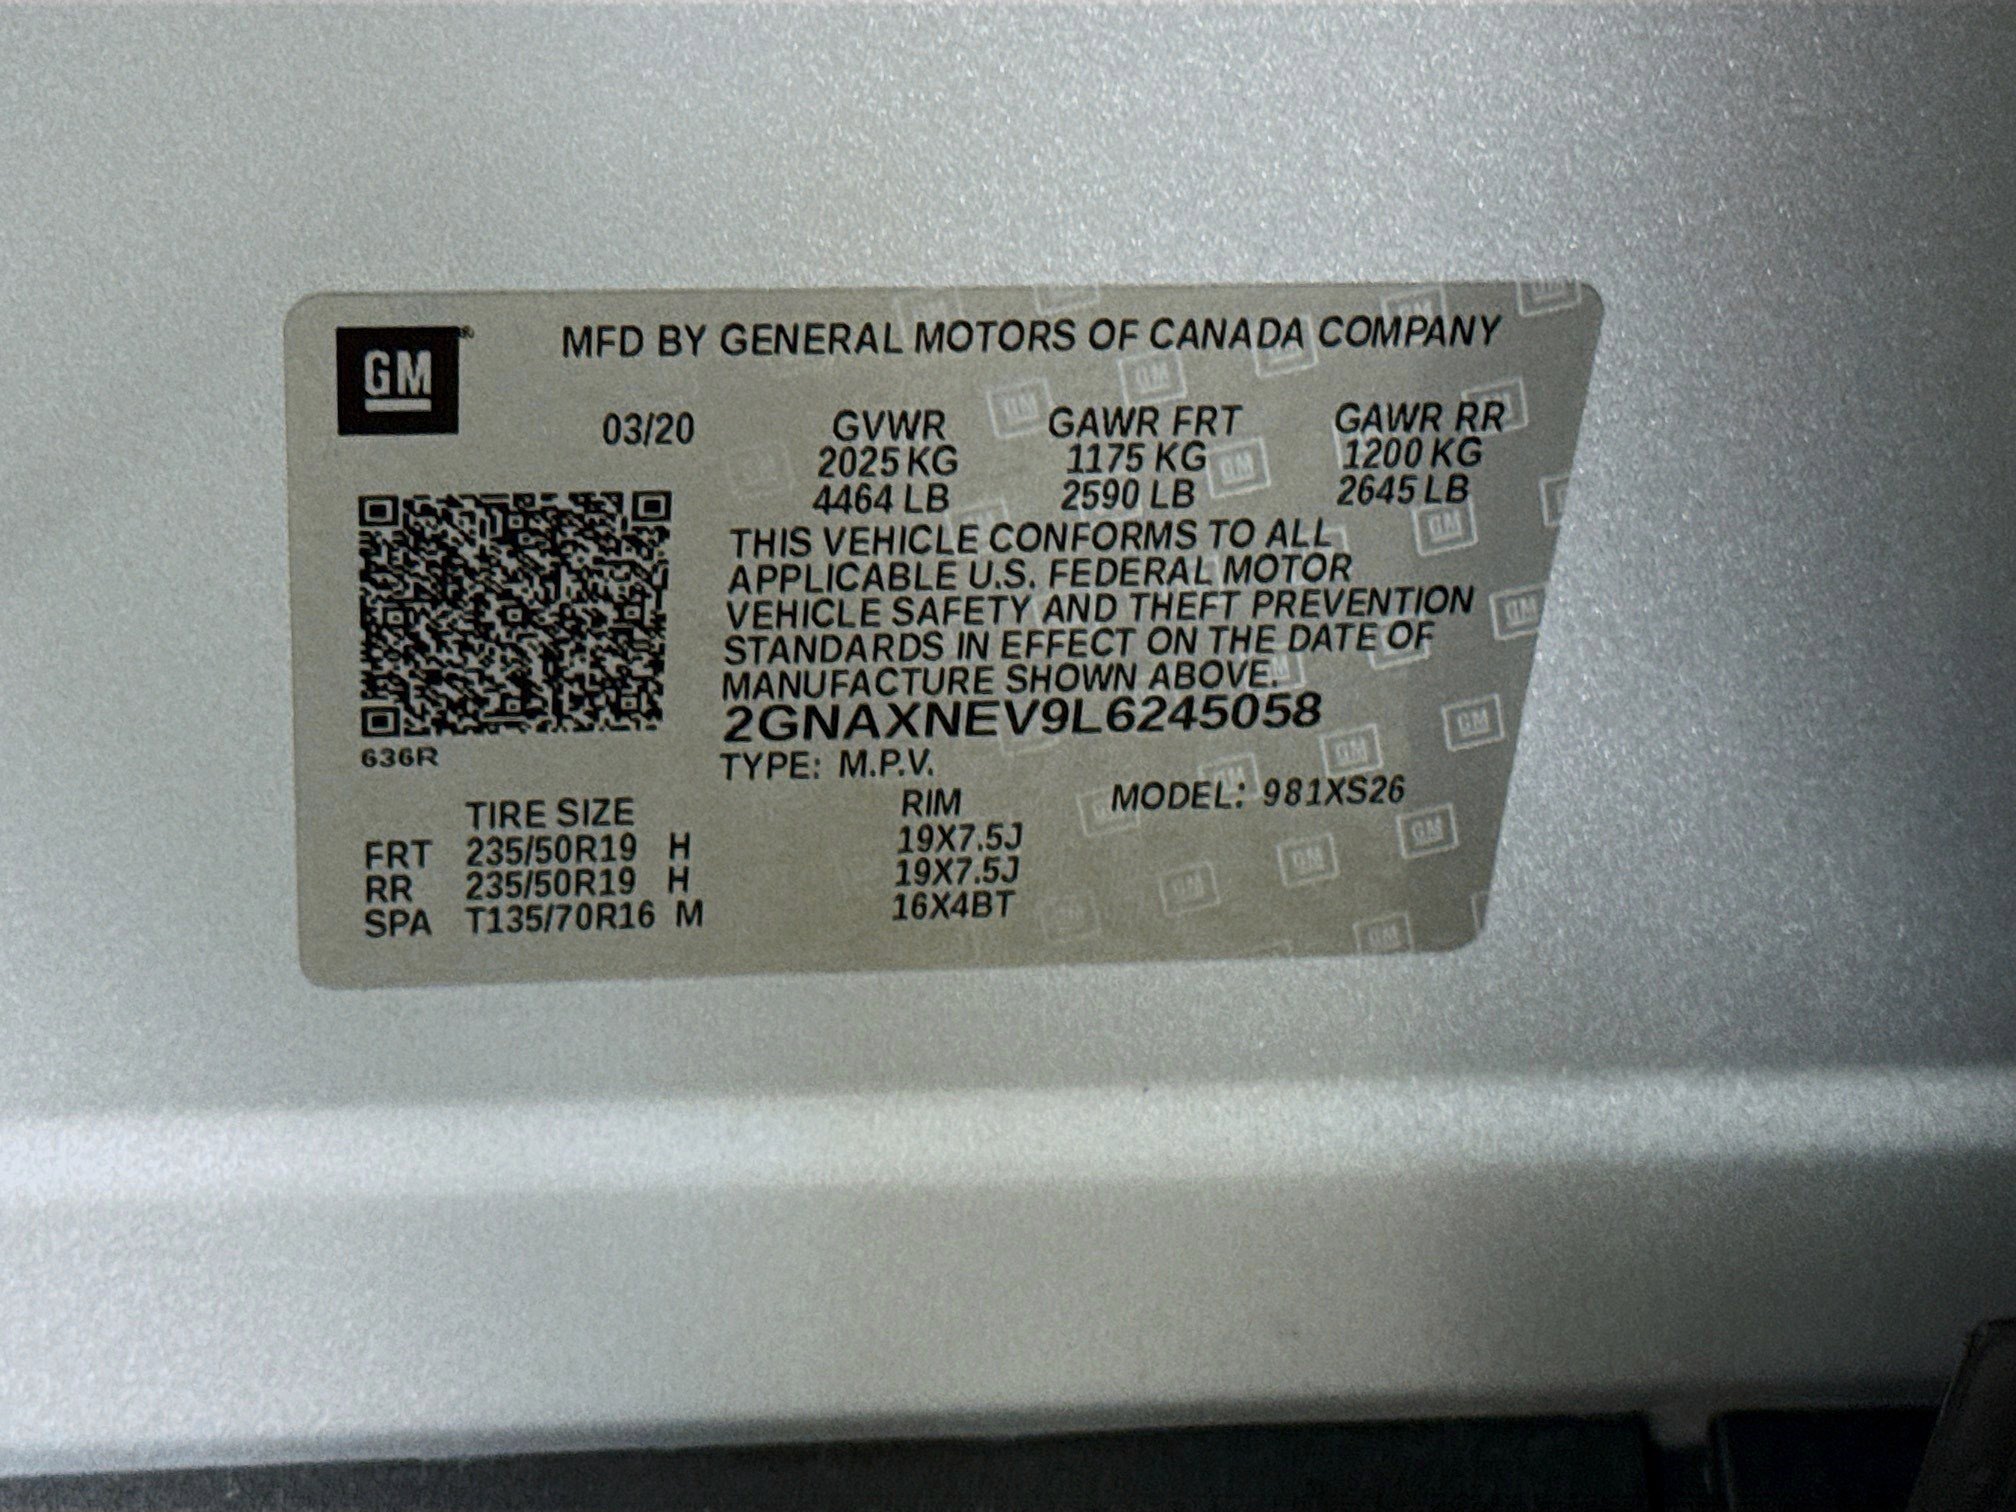 GM
MFD BY GENERAL MOTORS OF CANADA COMPANY
03/20 GVWR GAWR FRT GAWR RR
2025 KG 1175 KG 1200 KG
4464 LB 2590 LB 2645 LB
THIS VEHICLE CONFORMS TO ALL
APPLICABLE U.S. FEDERAL MOTOR
VEHICLE SAFETY AND THEFT PREVENTION
STANDARDS IN EFFECT ON THE DATE OF
MANUFACTURE SHOWN ABOVE.
2GNAXNEV9L6245058
636R
TYPE: M.P.V.
TIRE SIZE RIM MODEL: 981XS26
FRT 235/50R19 H 19X7.5J
RR 235/50R19 H 19X7.5J
SPA T135/70R16 M 16X4BT